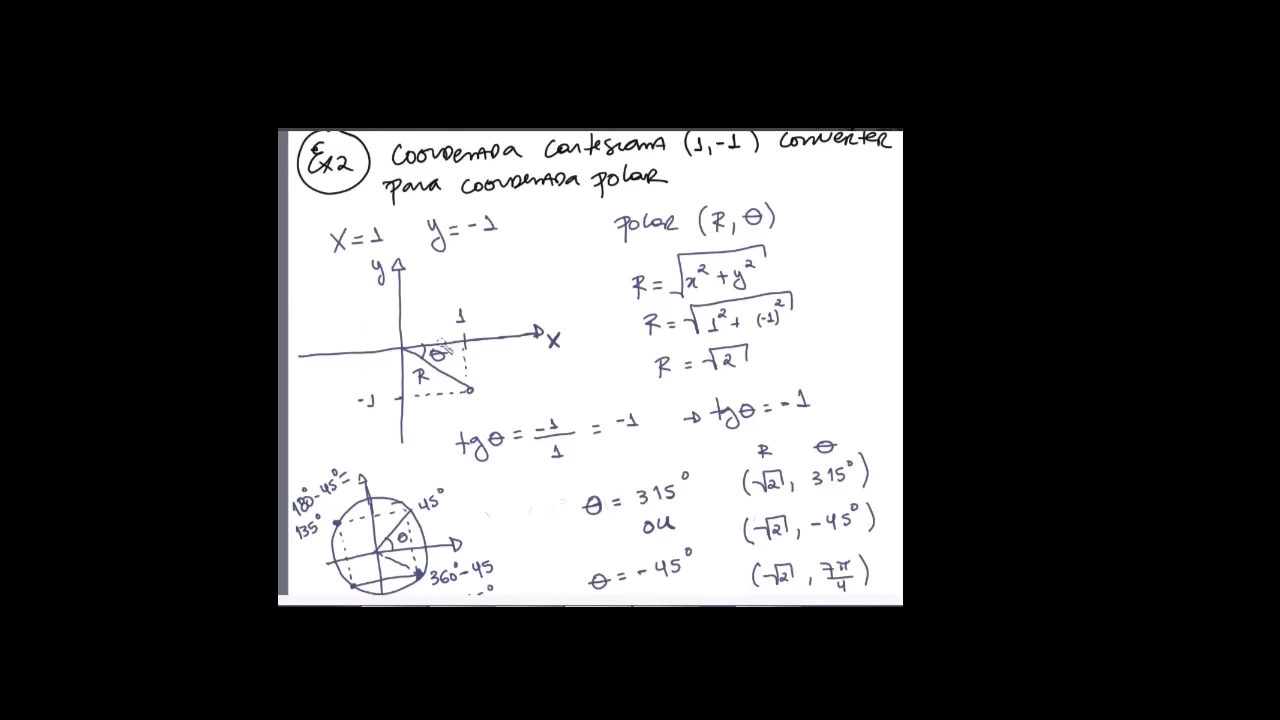 Ex2 Coordenada Cartesiana (1,-1) converter
para coordenada polar
x=1 y=-1 polar (R, θ)
y
R = √x² + y²
1
R = √1² + (-1)²
x
θ
R
R = √2
-1
tgθ = -1/1 = -1 → tgθ = -1
R θ
180°-45°=
135°
45°
θ
360°-45
θ = 315° (√2, 315°)
ou (√2, -45°)
θ = -45° (√2, 7π/4)